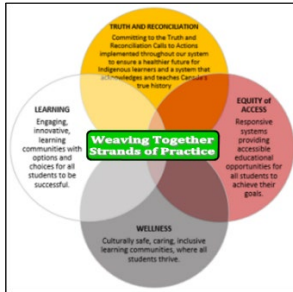 TRUTH AND RECONCILIATION
Committing to the Truth and
Reconciliation Calls to Actions
implemented throughout our system
to ensure a healthier future for
Indigenous learners and a system that
acknowledges and teaches Canada's
true history
LEARNING
Engaging,
innovative,
learning
communities with
options and
choices for all
students to be
successful.
Weaving Together
Strands of Practice
EQUITY of
ACCESS
Responsive
systems
providing
accessible
educational
opportunities for
all students to
achieve their
goals.
WELLNESS
Culturally safe, caring, inclusive
learning communities, where all
students thrive.